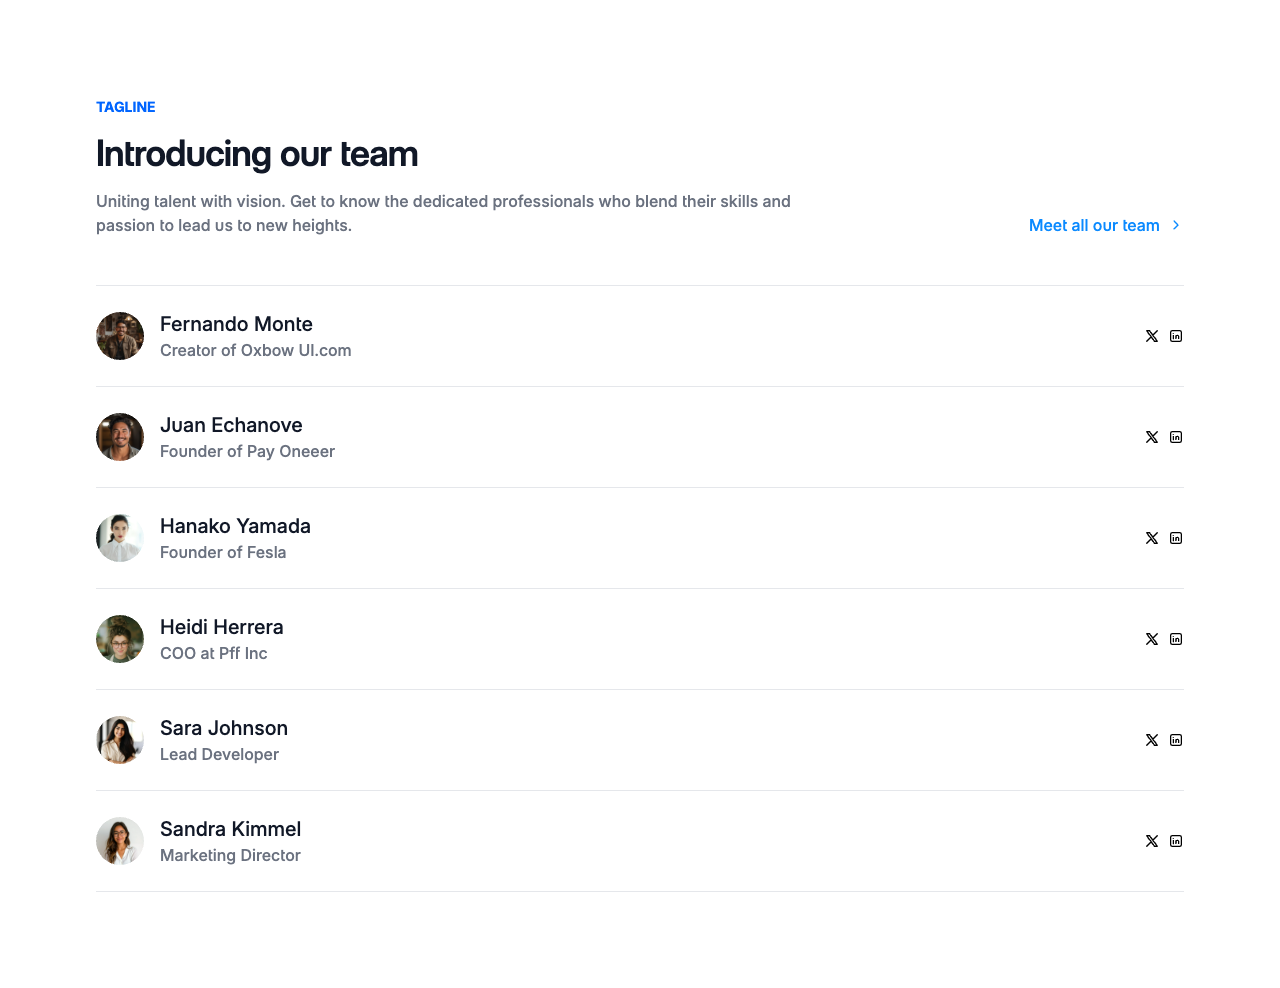 TAGLINE
Introducing our team
Uniting talent with vision. Get to know the dedicated professionals who blend their skills and
passion to lead us to new heights.
Meet all our team
Fernando Monte
Creator of Oxbow UI.com
Juan Echanove
Founder of Pay Oneeer
Hanako Yamada
Founder of Fesla
Heidi Herrera
COO at Pff Inc
Sara Johnson
Lead Developer
Sandra Kimmel
Marketing Director